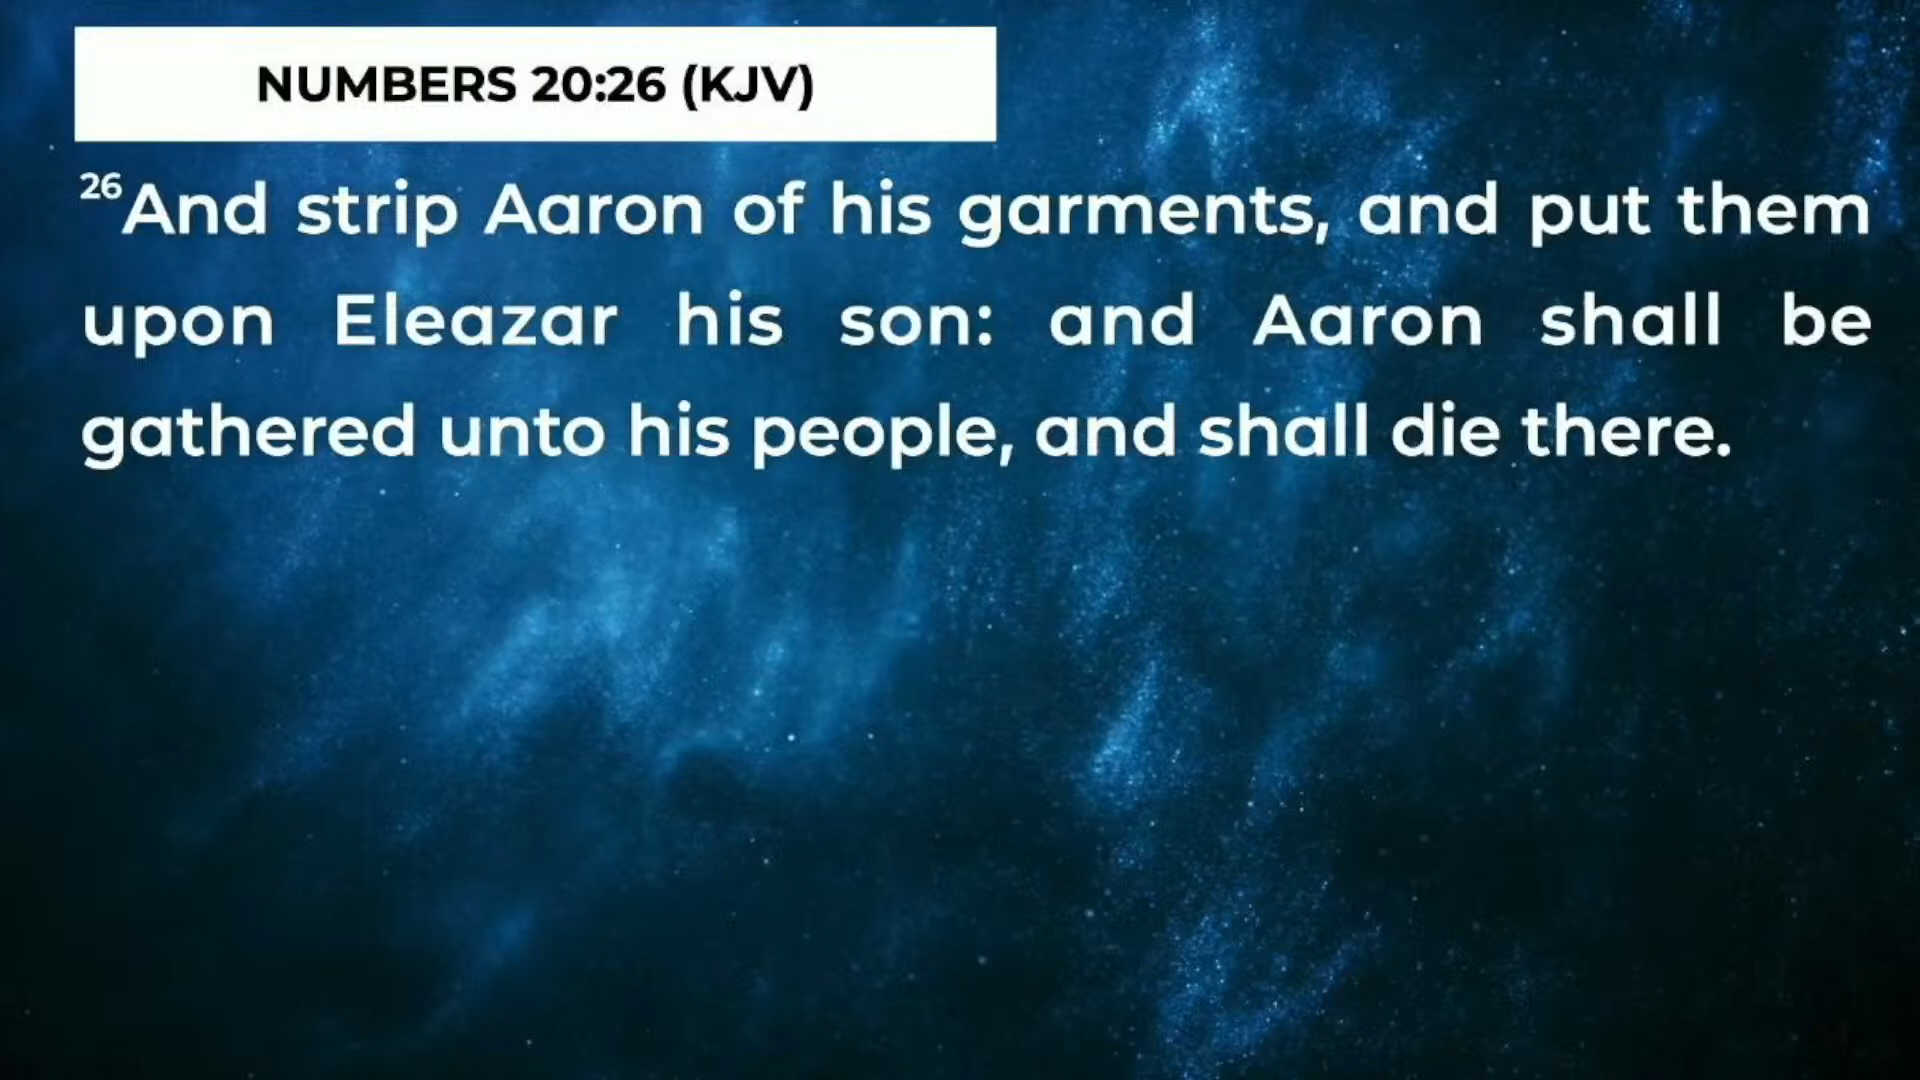 NUMBERS 20:26 (KJV)
26And strip Aaron of his garments, and put them
upon Eleazar his son: and Aaron shall be
gathered unto his people, and shall die there.